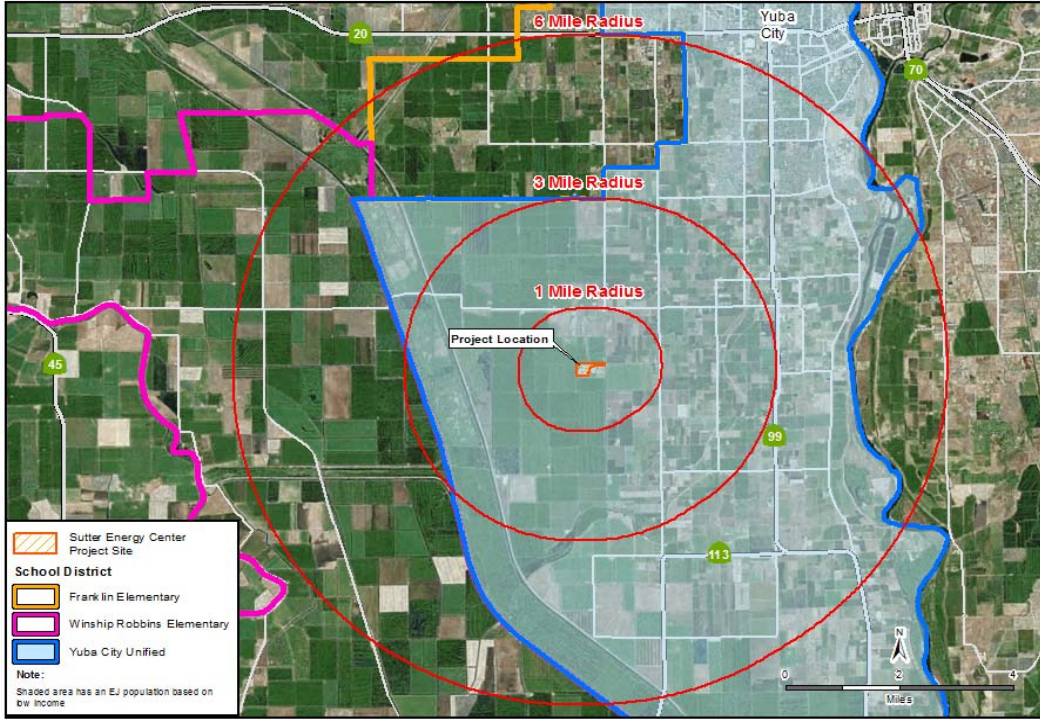 6 Mile Radius
Yuba
City
20
70
3 Mile Radius
1 Mile Radius
Project Location
45
99
113
Sutter Energy Center
Project Site
School District
Franklin Elementary
Winship Robbins Elementary
Yuba City Unified
Note:
Shaded area has an EJ population based on
low income
N
0 2 4
Miles